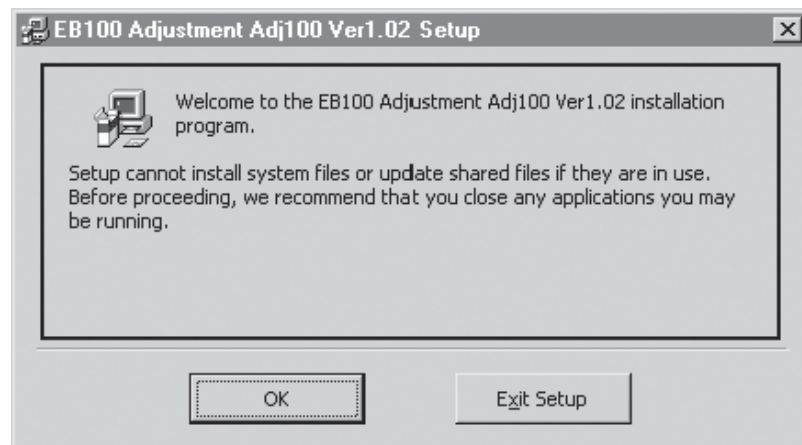 EB100 Adjustment Adj100 Ver1.02 Setup
Welcome to the EB100 Adjustment Adj100 Ver1.02 installation
program.
Setup cannot install system files or update shared files if they are in use.
Before proceeding, we recommend that you close any applications you may
be running.
OK
Exit Setup